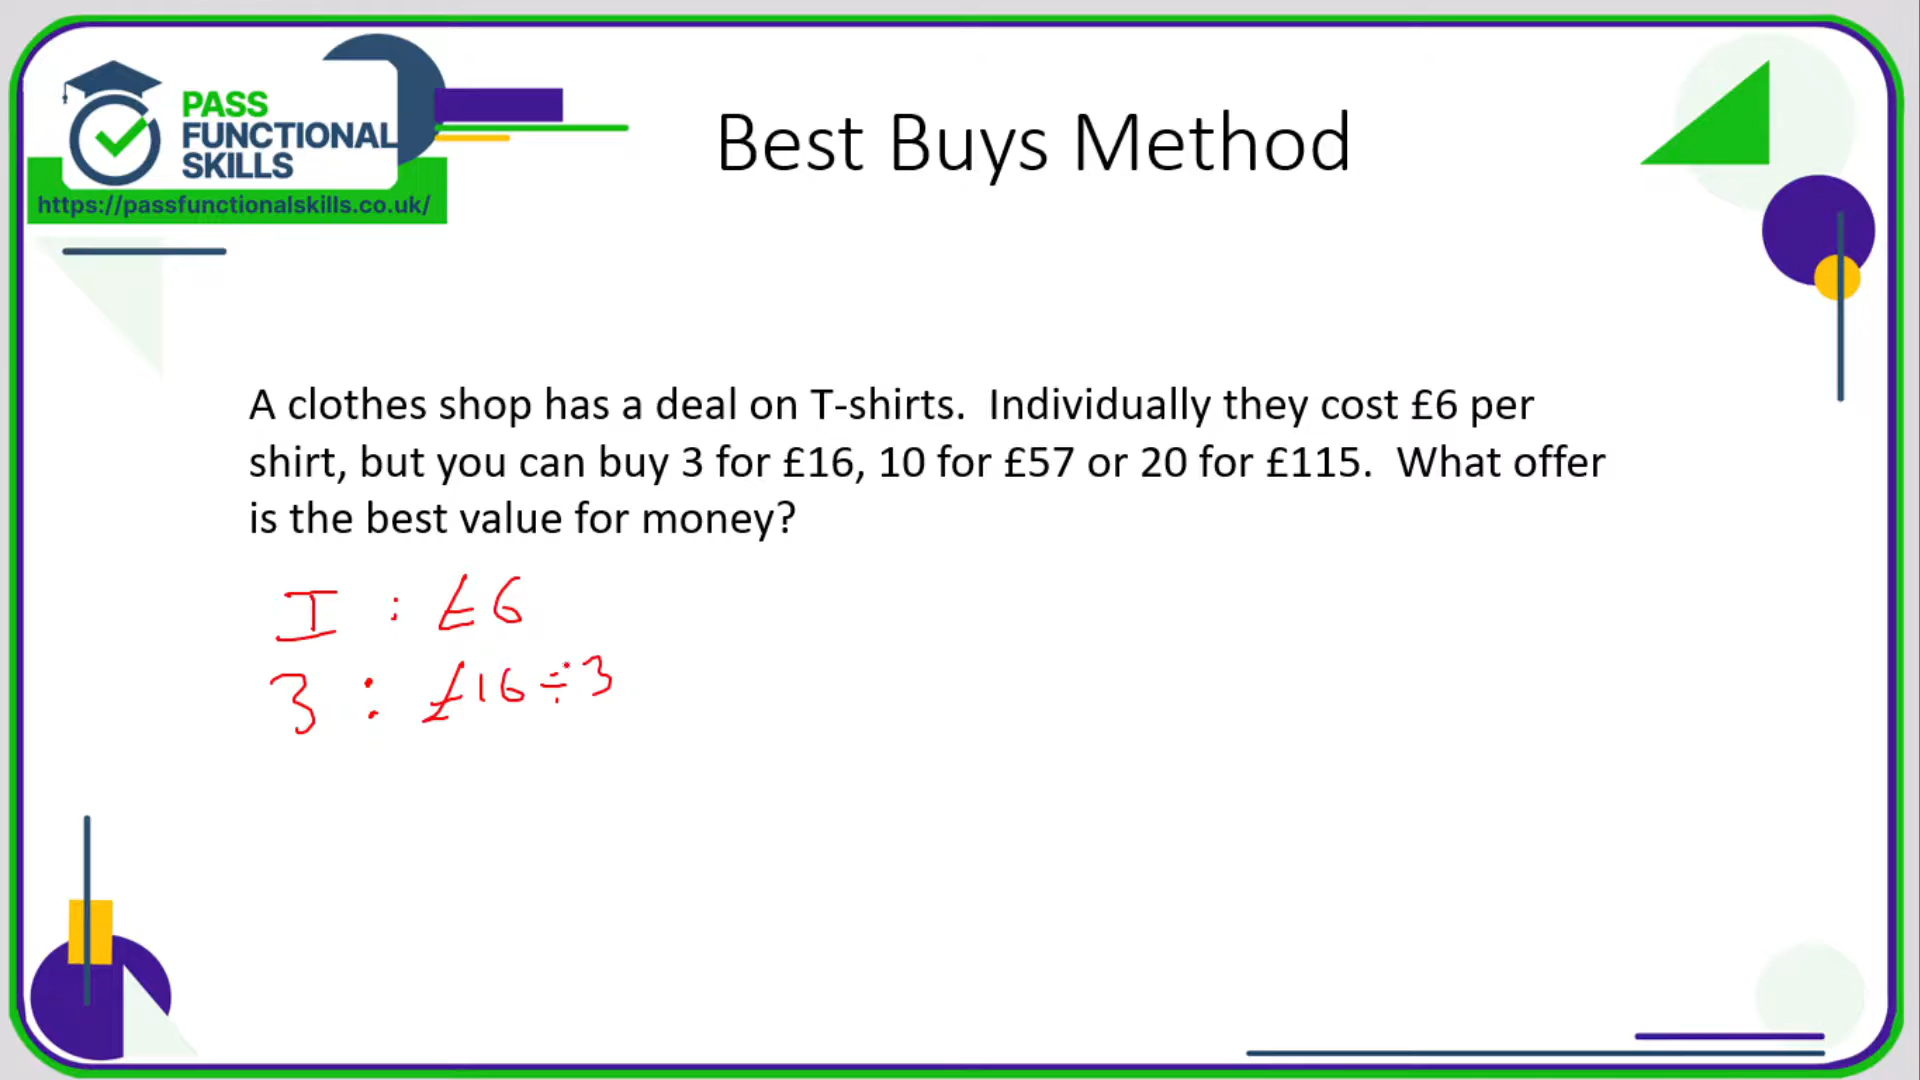 PASS
FUNCTIONAL
SKILLS
https://passfunctionalskills.co.uk/
Best Buys Method
A clothes shop has a deal on T-shirts.  Individually they cost £6 per
shirt, but you can buy 3 for £16, 10 for £57 or 20 for £115.  What offer
is the best value for money?
I : £6
3 : £16 ÷ 3